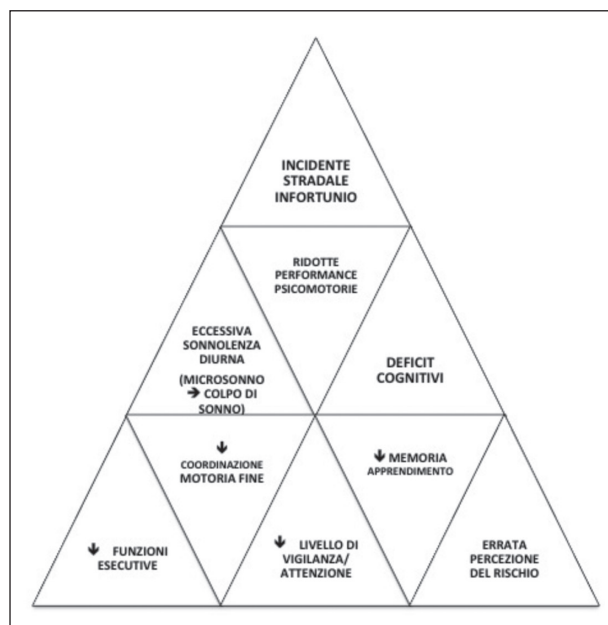 INCIDENTE
STRADALE
INFORTUNIO
RIDOTTE
PERFORMANCE
PSICOMOTORIE
ECCESSIVA
SONNOLENZA
DIURNA
(MICROSONNO
→ COLPO DI
SONNO)
DEFICIT
COGNITIVI
↓
COORDINAZIONE
MOTORIA FINE
↓ MEMORIA
APPRENDIMENTO
↓ FUNZIONI
ESECUTIVE
↓ LIVELLO DI
VIGILANZA/
ATTENZIONE
ERRATA
PERCEZIONE
DEL RISCHIO